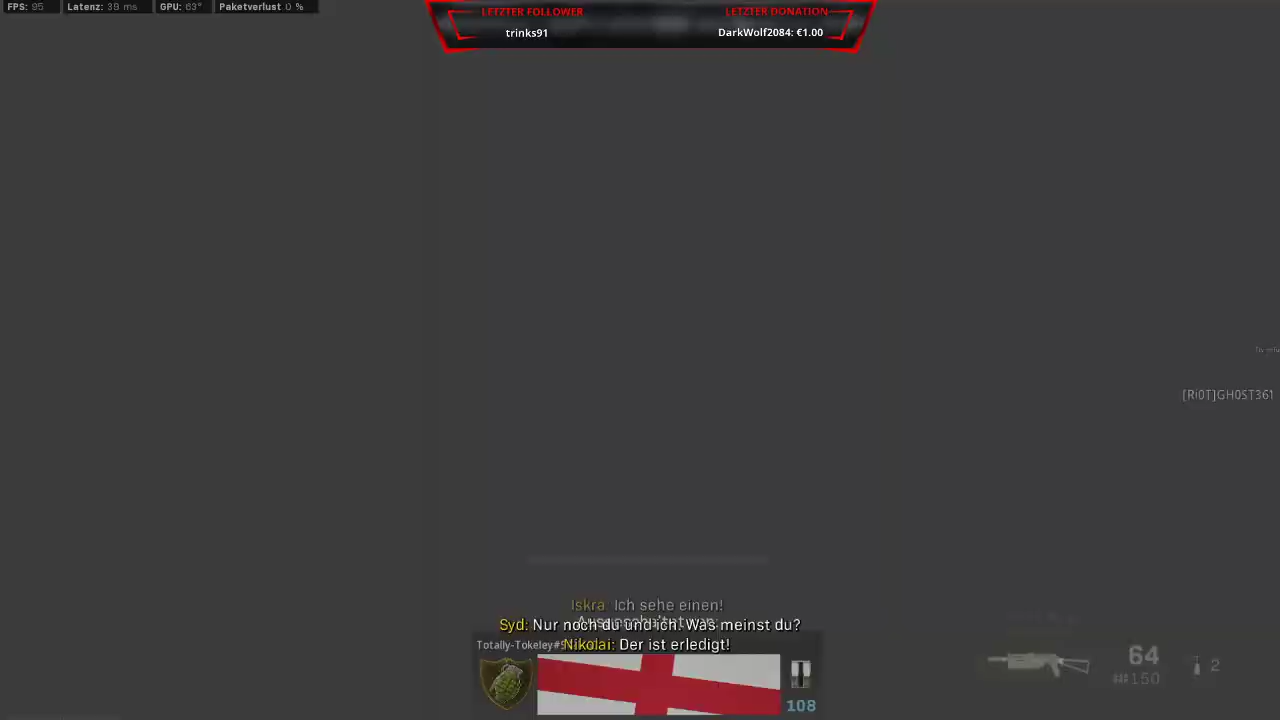 FPS: 95 Latenz: 39 ms GPU: 63° Paketverlust 0 %
LETZTER FOLLOWER LETZTER DONATION
trinks91 DarkWolf2084: €1.00
[Ri0T]GH0ST361
Iskra: Ich sehe einen!
Syd: Nur noch du und ich. Was meinst du?
Nikolai: Der ist erledigt!
Totally-Tokeley
64
150
2
108